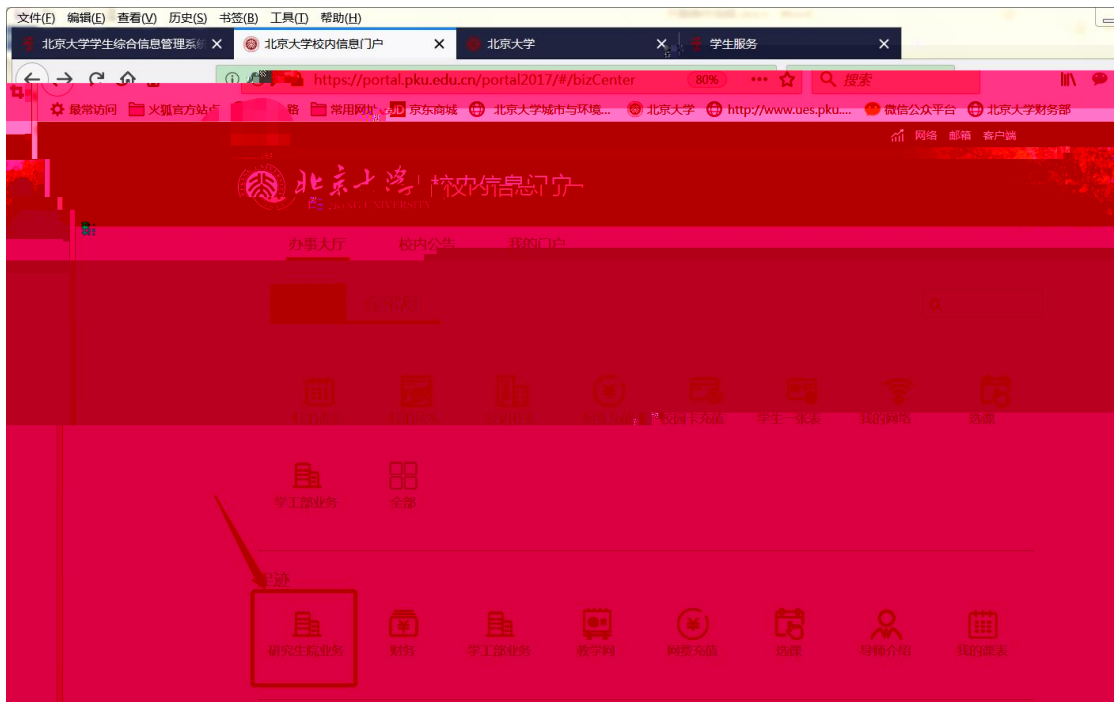 文件(F) 编辑(E) 查看(V) 历史(S) 书签(B) 工具(T) 帮助(H)
北京大学学生综合信息管理系统 北京大学校内信息门户 北京大学 学生服务
https://portal.pku.edu.cn/portal2017/#/bizCenter 80% 搜索
最常访问 火狐官方站点 常用网址 JD 京东商城 北京大学城市与环境... 北京大学 http://www.ues.pku.... 微信公众平台 北京大学财务部
网络 邮箱 客户端
北京大学 校内信息门户
办事大厅 校内公告 我的门户
校园卡充值 学生一张表 我的网络 选课
学工部业务 全部
足迹
研究生院业务 财务 学工部业务 教学网 网费充值 选课 导师介绍 我的课表